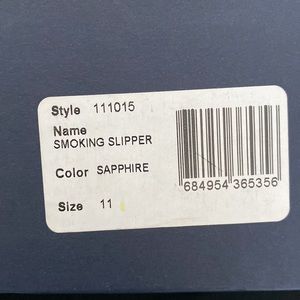 Style 111015
Name
SMOKING SLIPPER
Color SAPPHIRE
684954 365356
Size 11